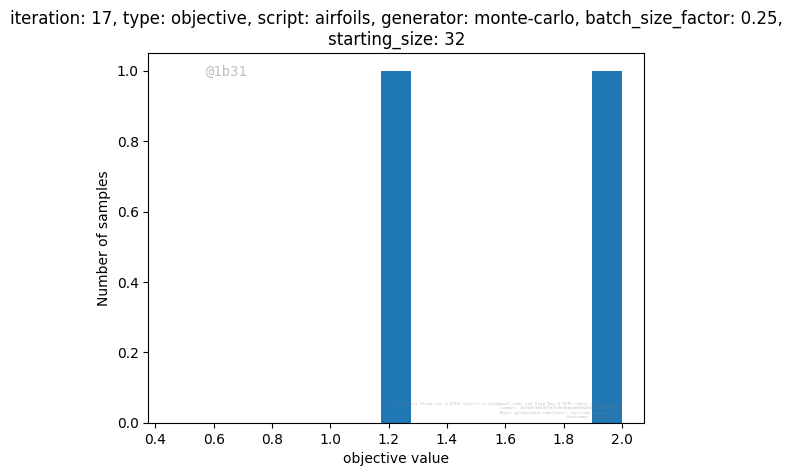 iteration: 17, type: objective, script: airfoils, generator: monte-carlo, batch_size_factor: 0.25,
starting_size: 32
@1b31
1.0
0.8
0.6
0.4
0.2
0.0
Number of samples
0.4 0.6 0.8 1.0 1.2 1.4 1.6 1.8 2.0
objective value